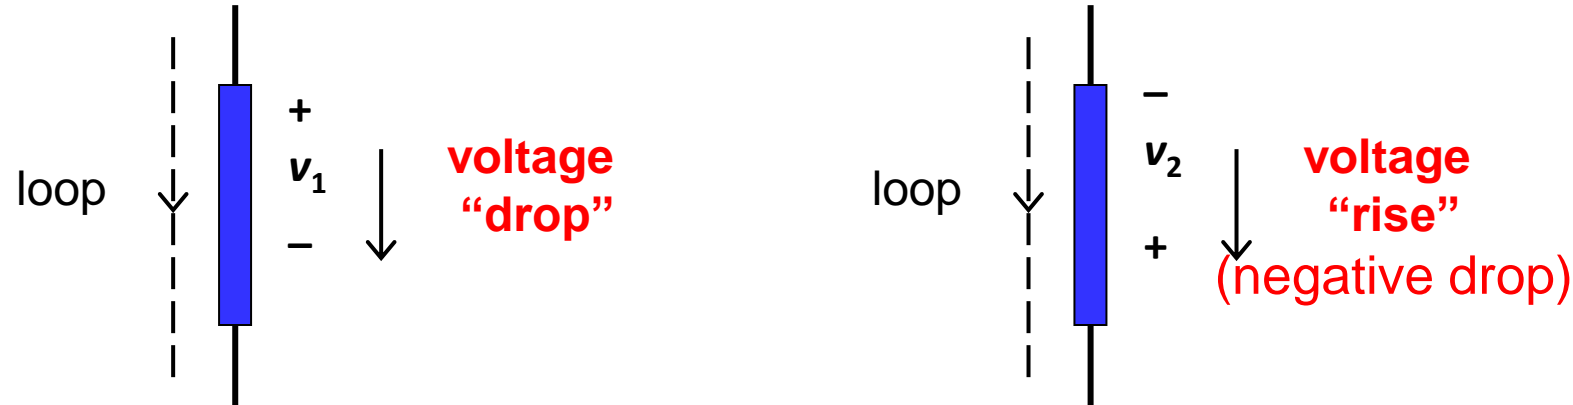 +
loop
v1
voltage
“drop”
–
–
loop
v2
voltage
“rise”
+
(negative drop)